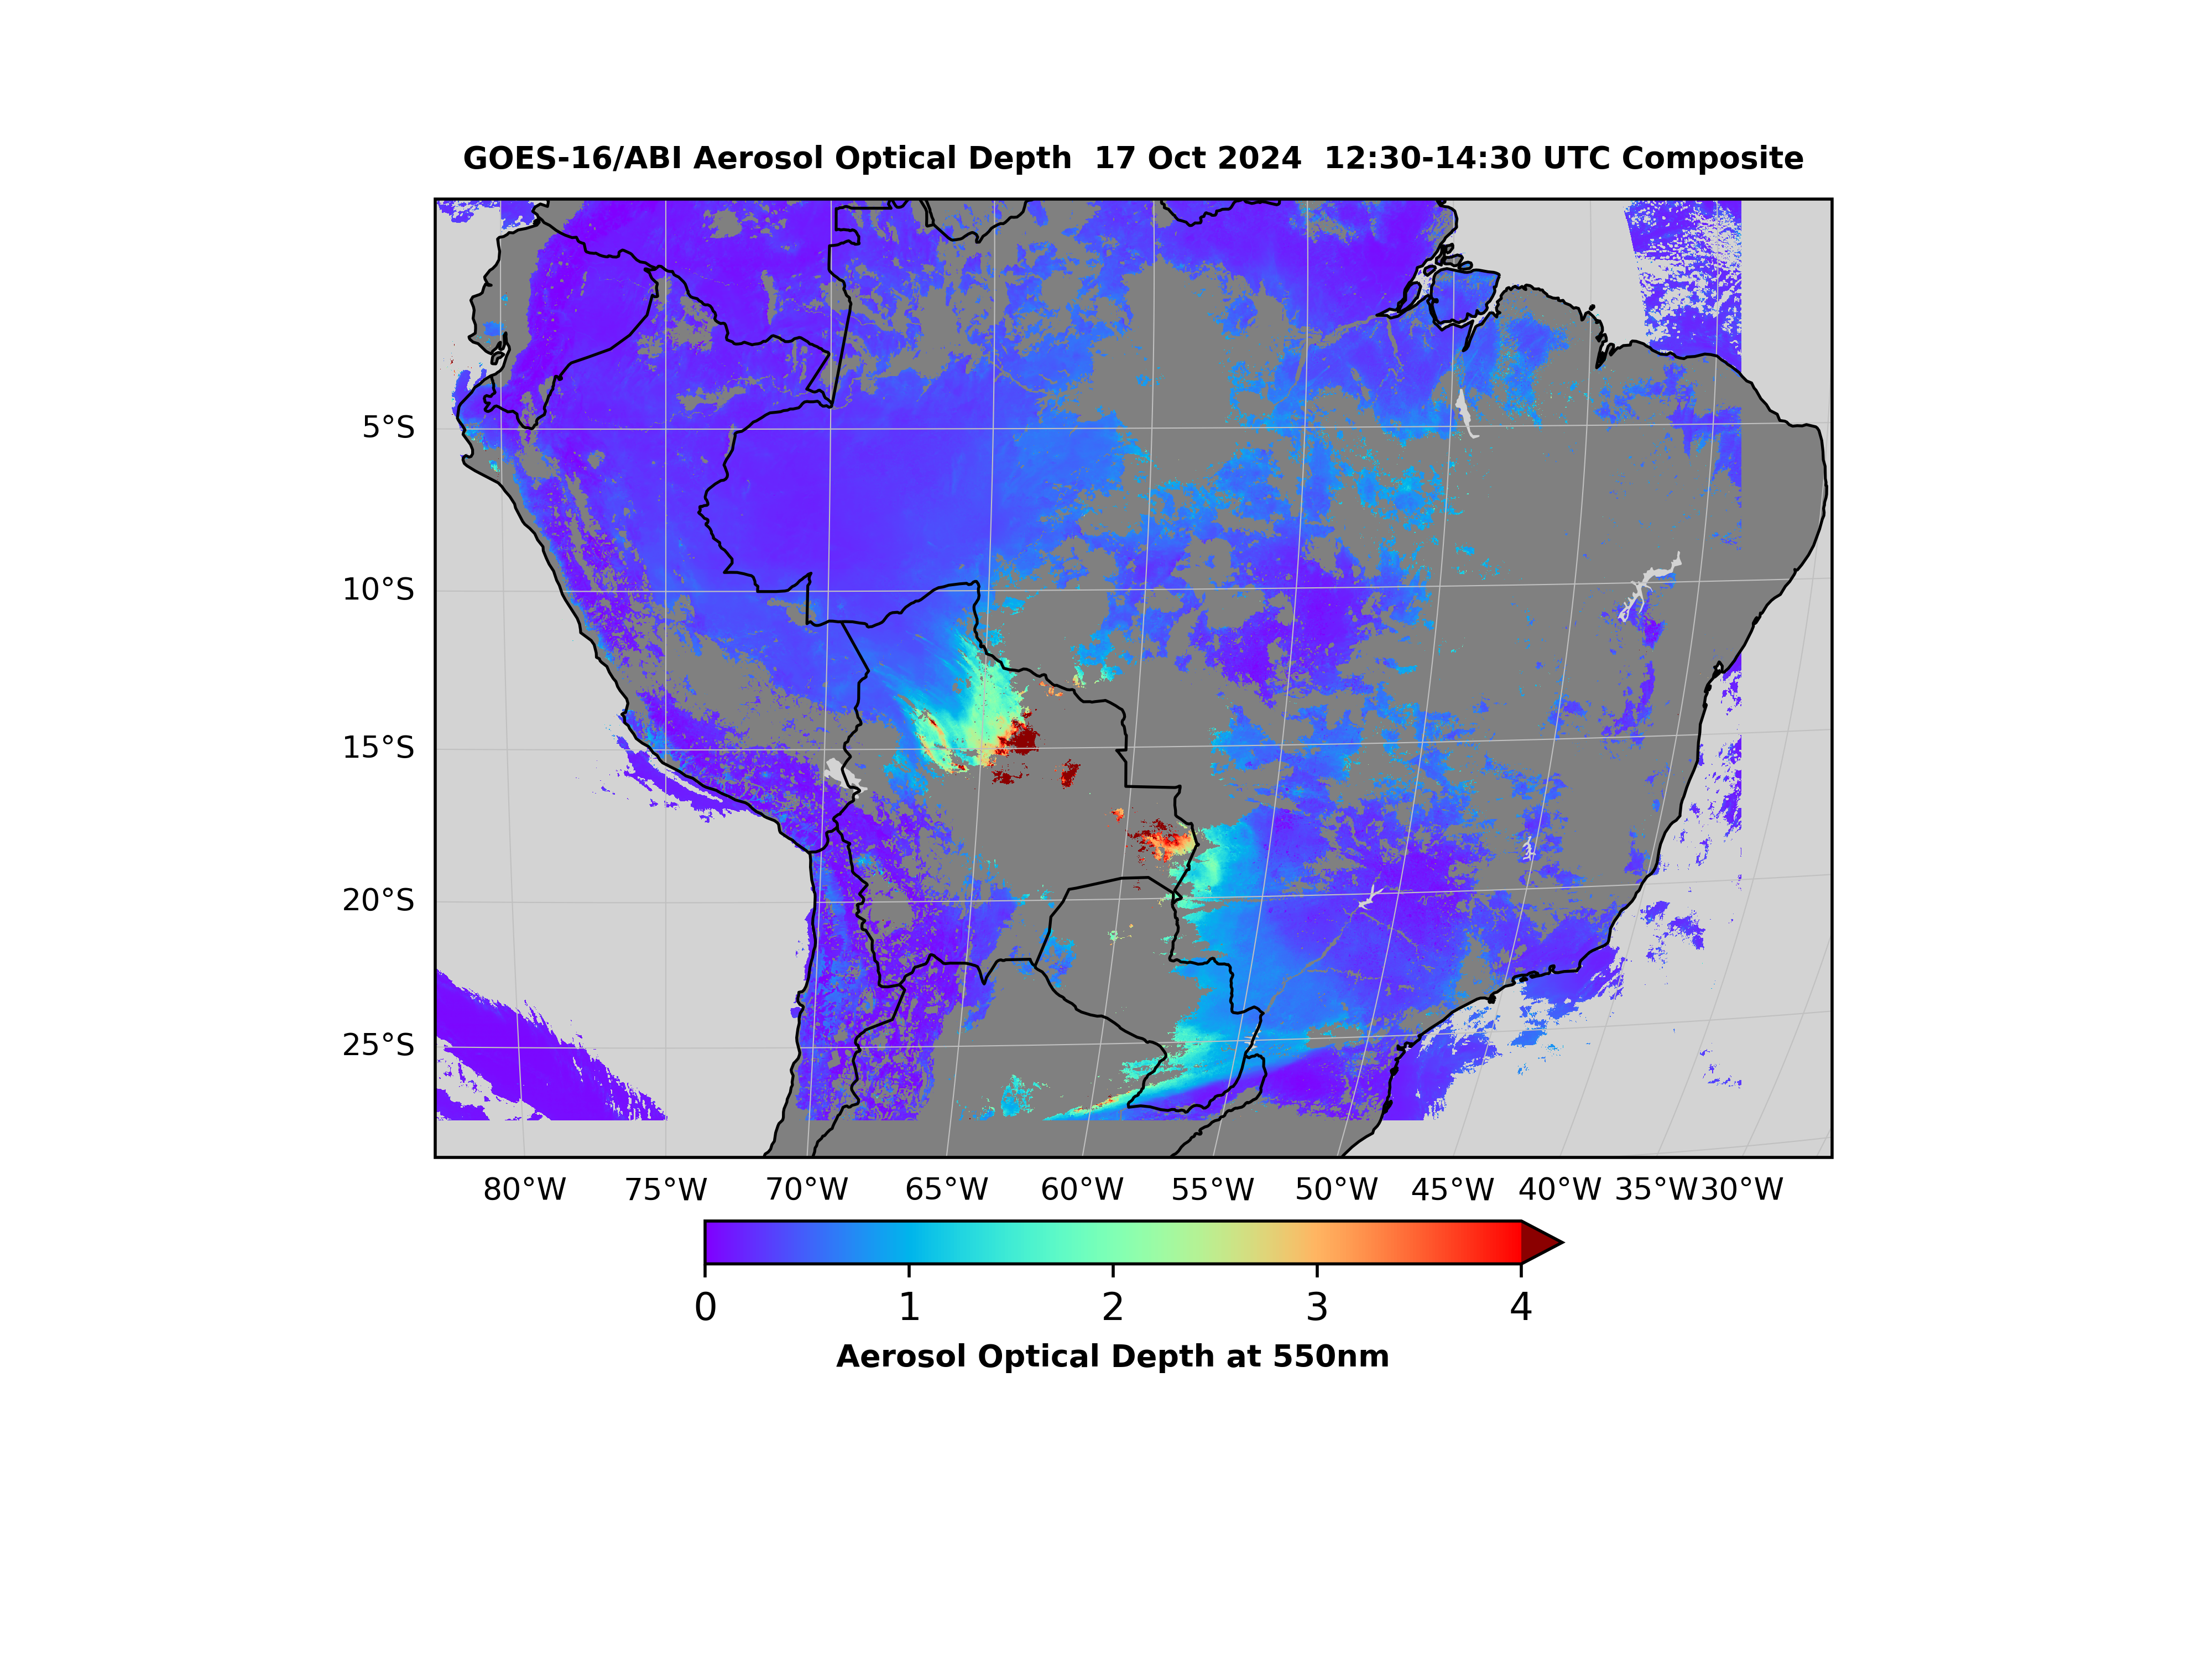 GOES-16/ABI Aerosol Optical Depth  17 Oct 2024  12:30-14:30 UTC Composite
5°S
10°S
15°S
20°S
25°S
80°W 75°W 70°W 65°W 60°W 55°W 50°W 45°W 40°W 35°W 30°W
0 1 2 3 4
Aerosol Optical Depth at 550nm